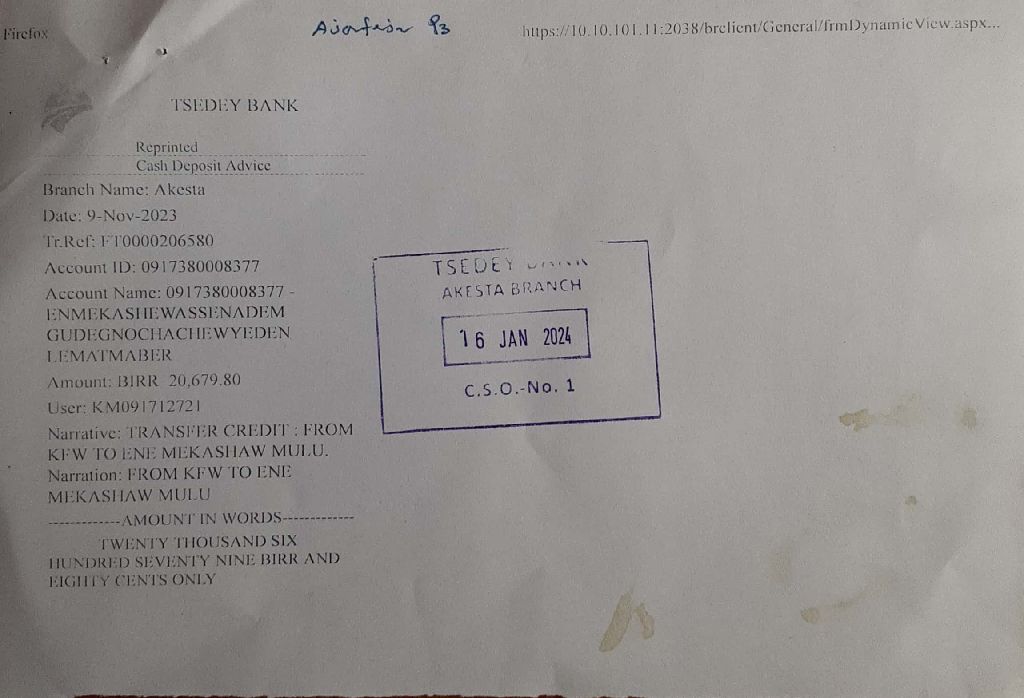 Firefox
https://10.10.101.11:2038/brclient/General/frmDynamicView.aspx...
TSEDEY BANK
Reprinted
Cash Deposit Advice
Branch Name: Akesta
Date: 9-Nov-2023
Tr.Ref: FT0000206580
Account ID: 0917380008377
Account Name: 0917380008377 -
ENMEKASHEWASSENADEM
GUDEGNOCHACHEWYEDEN
LEMATMABER
Amount: BIRR 20,679.80
User: KM091712721
Narrative: TRANSFER CREDIT : FROM
KFW TO ENE MEKASHAW MULU.
Narration: FROM KFW TO ENE
MEKASHAW MULU
-------------AMOUNT IN WORDS-------------
TWENTY THOUSAND SIX
HUNDRED SEVENTY NINE BIRR AND
EIGHTY CENTS ONLY
TSEDEY BANK
AKESTA BRANCH
16 JAN 2024
C.S.O.-No. 1